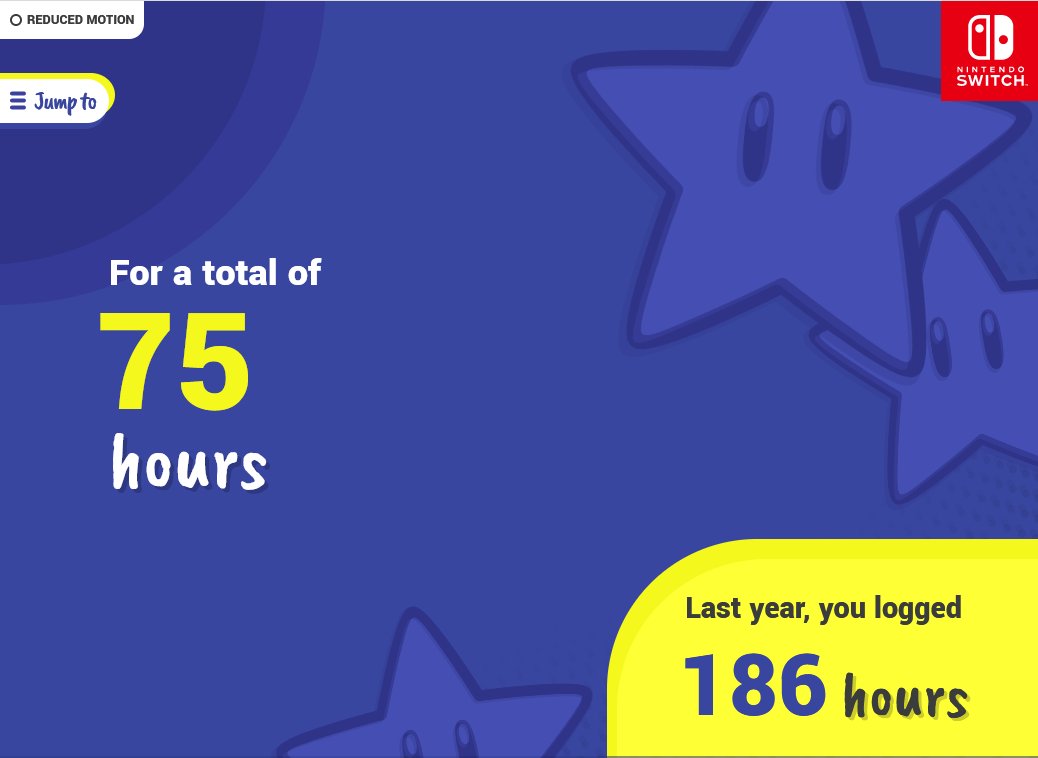 REDUCED MOTION
NINTENDO
SWITCH
Jump to
For a total of
75
hours
Last year, you logged
186 hours